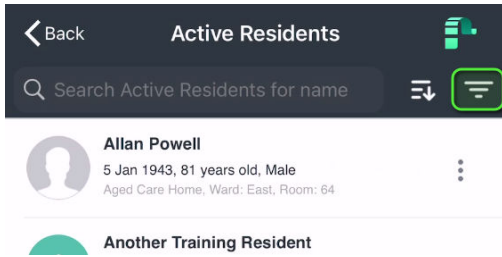 Back
Active Residents
Search Active Residents for name
Allan Powell
5 Jan 1943, 81 years old, Male
Aged Care Home, Ward: East, Room: 64
Another Training Resident